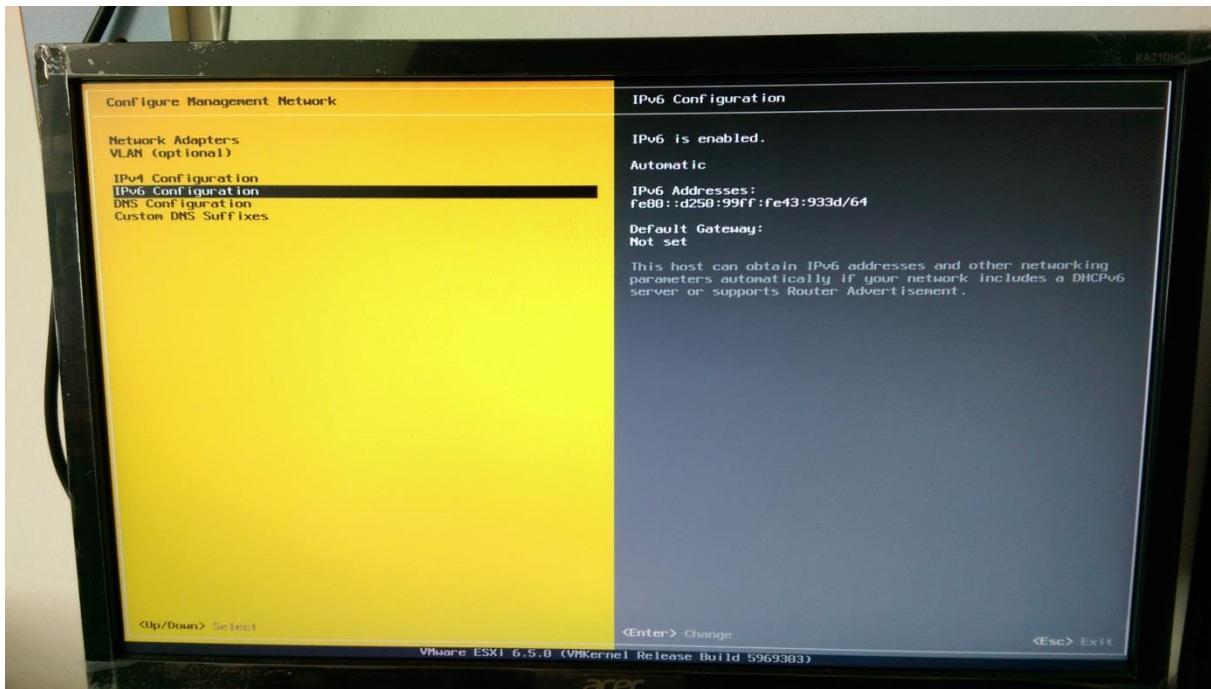 KA210HQ
Configure Management Network
Network Adapters
VLAN (optional)
IPv4 Configuration
IPv6 Configuration
DNS Configuration
Custom DNS Suffixes
<Up/Down> Select
IPv6 Configuration
IPv6 is enabled.
Automatic
IPv6 Addresses:
fe80::d250:99ff:fe43:933d/64
Default Gateway:
Not set
This host can obtain IPv6 addresses and other networking
parameters automatically if your network includes a DHCPv6
server or supports Router Advertisement.
<Enter> Change
<Esc> Exit
VMware ESXi 6.5.0 (VMKernel Release Build 5969303)
acer